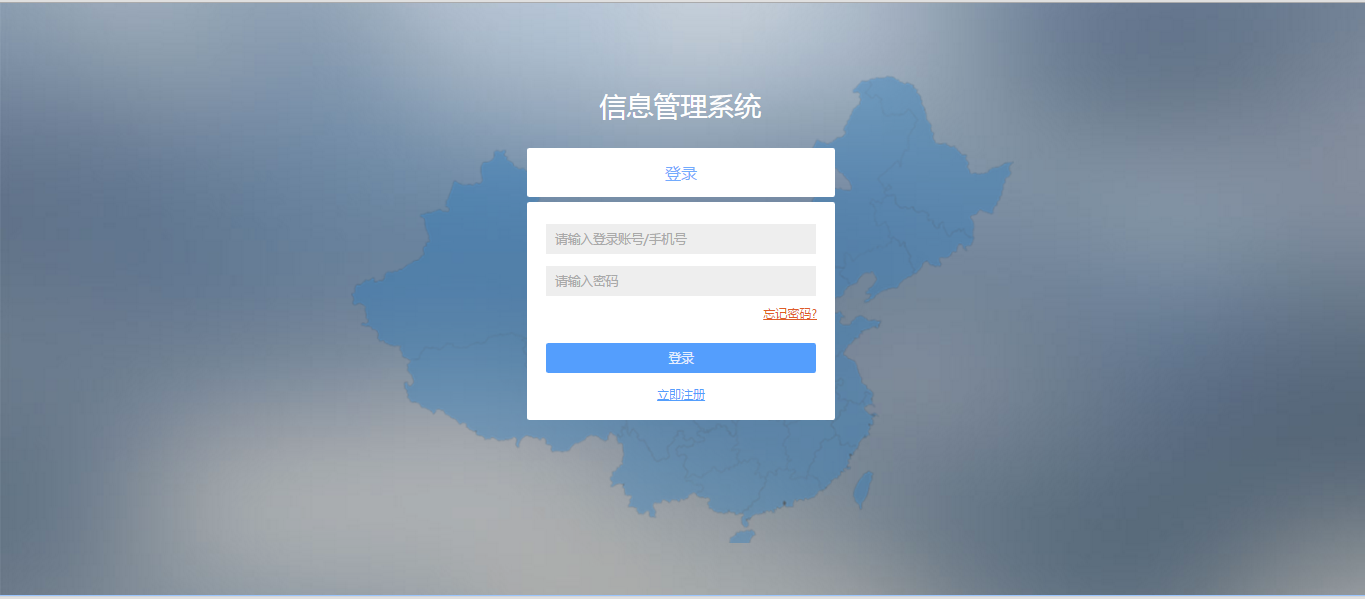 信息管理系统
登录
请输入登录账号/手机号
请输入密码
忘记密码?
登录
立即注册